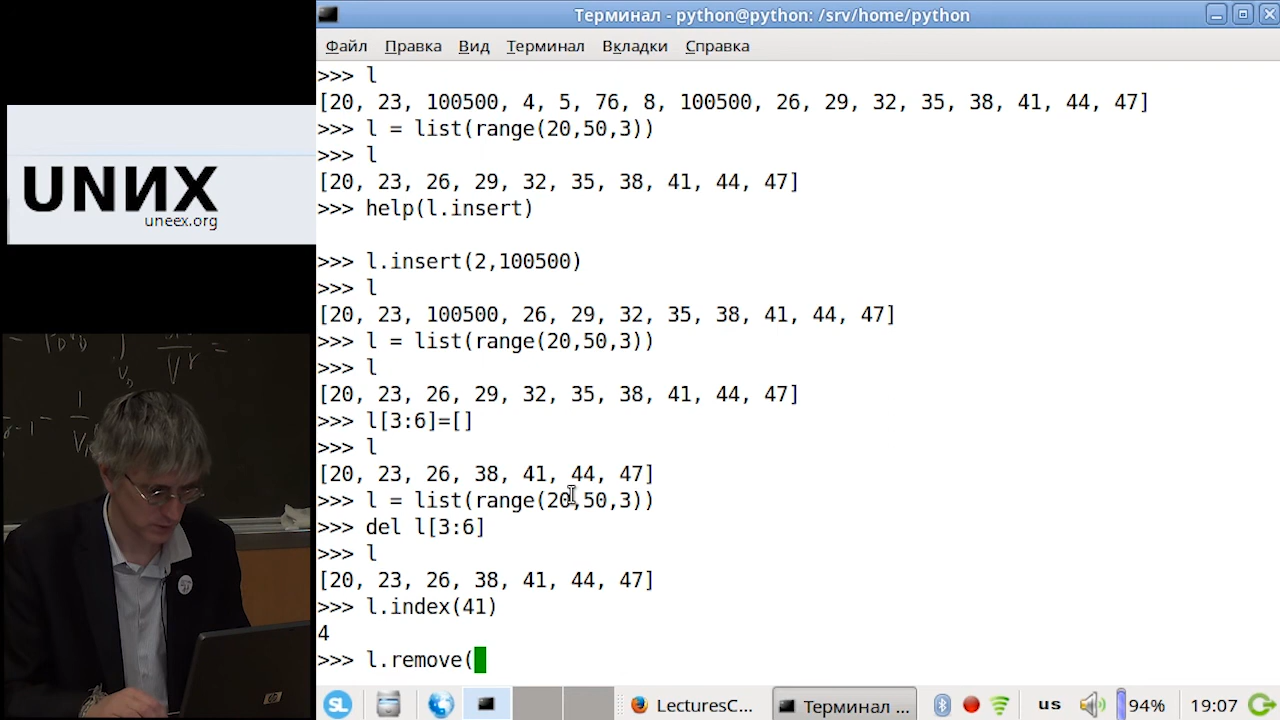 UNИX
uneex.org
Терминал - python@python: /srv/home/python
Файл Правка Вид Терминал Вкладки Справка
>>> l
[20, 23, 100500, 4, 5, 76, 8, 100500, 26, 29, 32, 35, 38, 41, 44, 47]
>>> l = list(range(20,50,3))
>>> l
[20, 23, 26, 29, 32, 35, 38, 41, 44, 47]
>>> help(l.insert)
>>> l.insert(2,100500)
>>> l
[20, 23, 100500, 26, 29, 32, 35, 38, 41, 44, 47]
>>> l = list(range(20,50,3))
>>> l
[20, 23, 26, 29, 32, 35, 38, 41, 44, 47]
>>> l[3:6]=[]
>>> l
[20, 23, 26, 38, 41, 44, 47]
>>> l = list(range(20,50,3))
>>> del l[3:6]
>>> l
[20, 23, 26, 38, 41, 44, 47]
>>> l.index(41)
4
>>> l.remove(
SL LecturesC... Терминал ... us 94% 19:07
hp